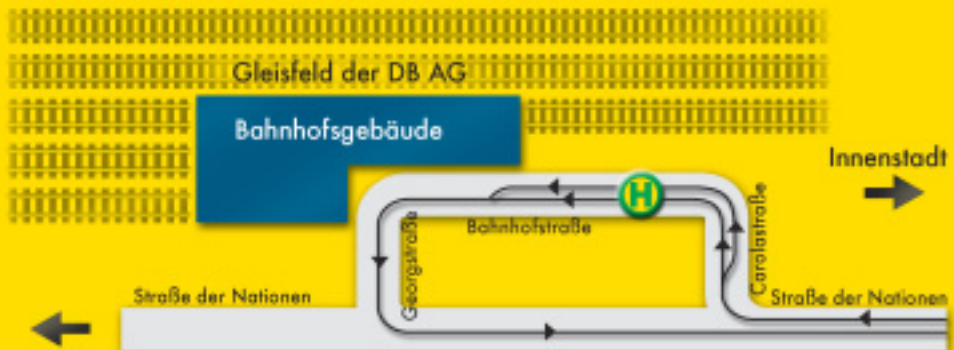 Gleisfeld der DB AG
Bahnhofsgebäude
Innenstadt
H
Bahnhofstraße
Georgstraße
Carolastraße
Straße der Nationen
Straße der Nationen